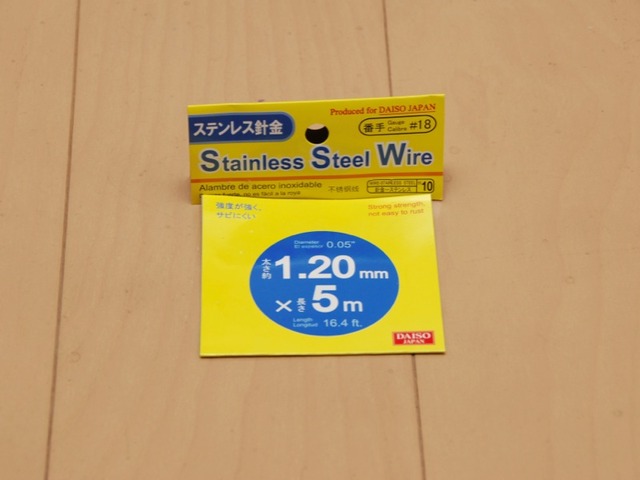 Produced for DAISO JAPAN
ステンレス針金
番手 Gauge Calibre #18
Stainless Steel Wire
Alambre de acero inoxidable
不锈钢线
10
強度が強く、
サビにくい
Strong strength,
not easy to rust
Diameter
0.05"
太さ約 1.20 mm
× 長さ 5 m
Length
Longitud 16.4 ft.
DAISO
JAPAN